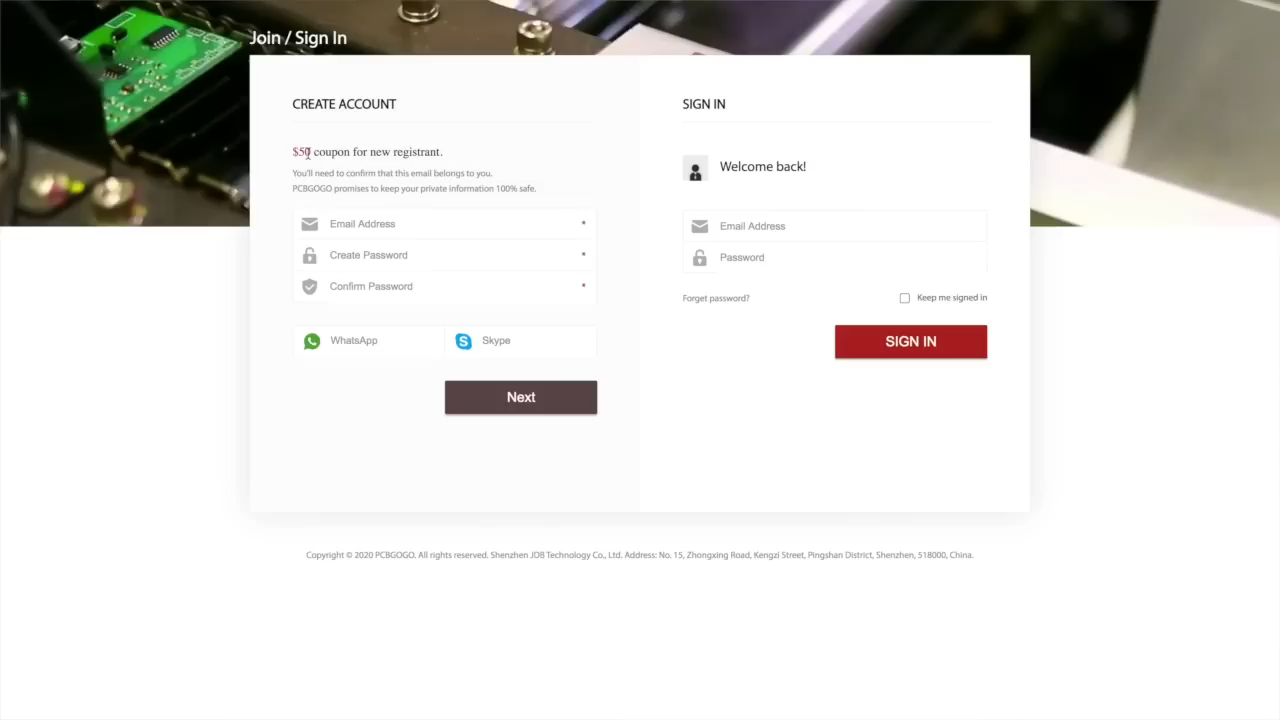 Join / Sign In
CREATE ACCOUNT
$50 coupon for new registrant.
You'll need to confirm that this email belongs to you.
PCBGOGO promises to keep your private information 100% safe.
Email Address *
Create Password *
Confirm Password *
WhatsApp
Skype
Next
SIGN IN
Welcome back!
Email Address
Password
Forget password?
Keep me signed in
SIGN IN
Copyright © 2020 PCBGOGO. All rights reserved. Shenzhen JDB Technology Co., Ltd. Address: No. 15, Zhongxing Road, Kengzi Street, Pingshan District, Shenzhen, 518000, China.